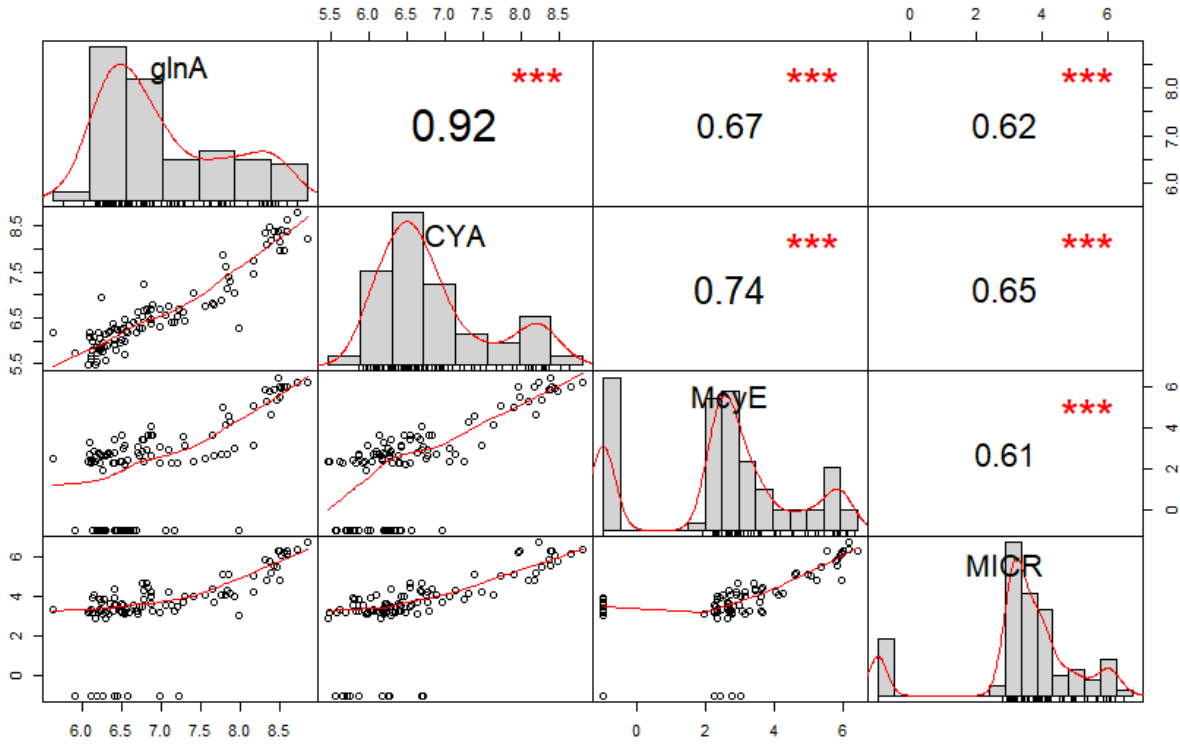 5.5 6.0 6.5 7.0 7.5 8.0 8.5 0 2 4 6
glnA *** *** ***
0.92 0.67 0.62
6.0 7.0 8.0
5.5 6.5 7.5 8.5
CYA *** ***
0.74 0.65
McyE ***
0.61
0 2 4 6
0 2 4 6
MICR
6.0 6.5 7.0 7.5 8.0 8.5 0 2 4 6